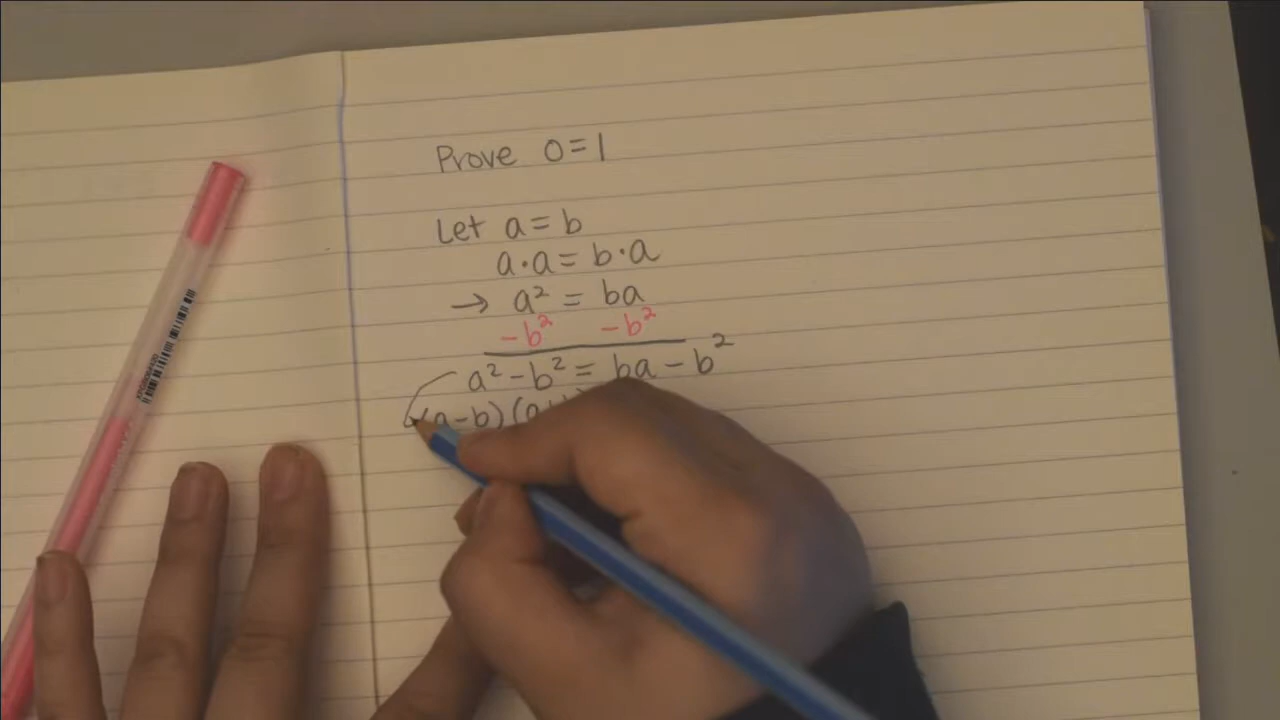 Prove 0=1
Let a = b
a·a = b·a
→ a² = ba
-b² -b²
a² - b² = ba - b²
(a-b)(a